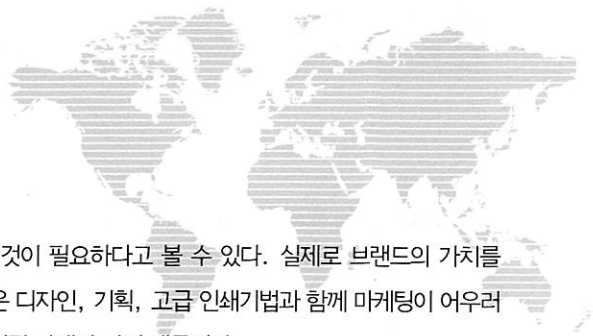 것이 필요하다고 볼 수 있다. 실제로 브랜드의 가치를
은 디자인, 기획, 고급 인쇄기법과 함께 마케팅이 어우러